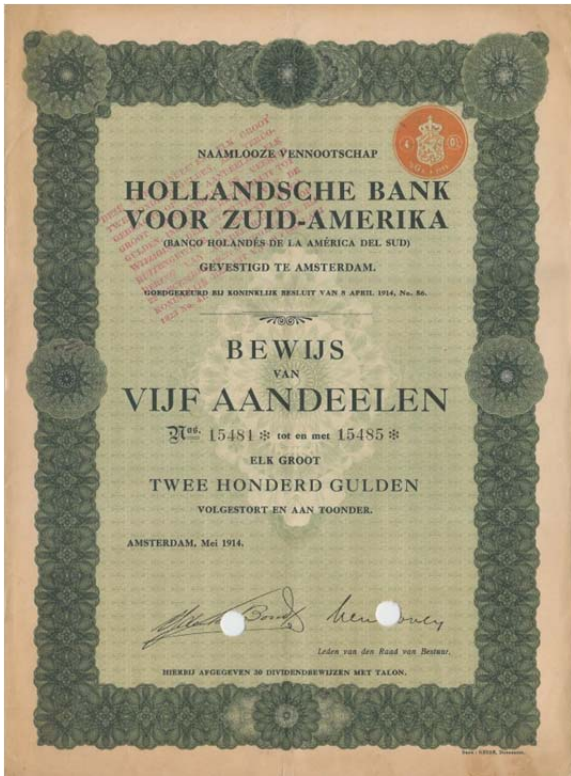 NAAMLOOZE VENNOOTSCHAP
HOLLANDSCHE BANK
VOOR ZUID-AMERIKA
(BANCO HOLANDÉS DE LA AMÉRICA DEL SUD)
GEVESTIGD TE AMSTERDAM.
GOEDGEKEURD BIJ KONINKLIJK BESLUIT VAN 8 APRIL 1914, No. 56.
BEWIJS
VAN
VIJF AANDEELEN
Nos. 15481 * tot en met 15485 *
ELK GROOT
TWEE HONDERD GULDEN
VOLGESTORT EN AAN TOONDER.
AMSTERDAM, Mei 1914.
Leden van den Raad van Bestuur.
HIERBIJ AFGEGEVEN 30 DIVIDENDBEWIJZEN MET TALON.